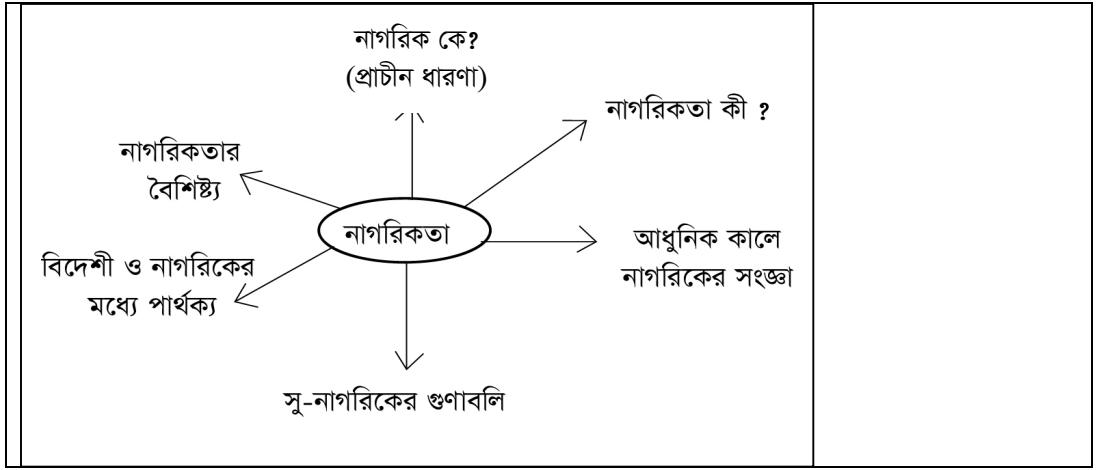 নাগরিক কে?
(প্রাচীন ধারণা)
নাগরিকতা কী ?
নাগরিকতার
বৈশিষ্ট্য
নাগরিকতা
আধুনিক কালে
নাগরিকের সংজ্ঞা
বিদেশী ও নাগরিকের
মধ্যে পার্থক্য
সু-নাগরিকের গুণাবলি